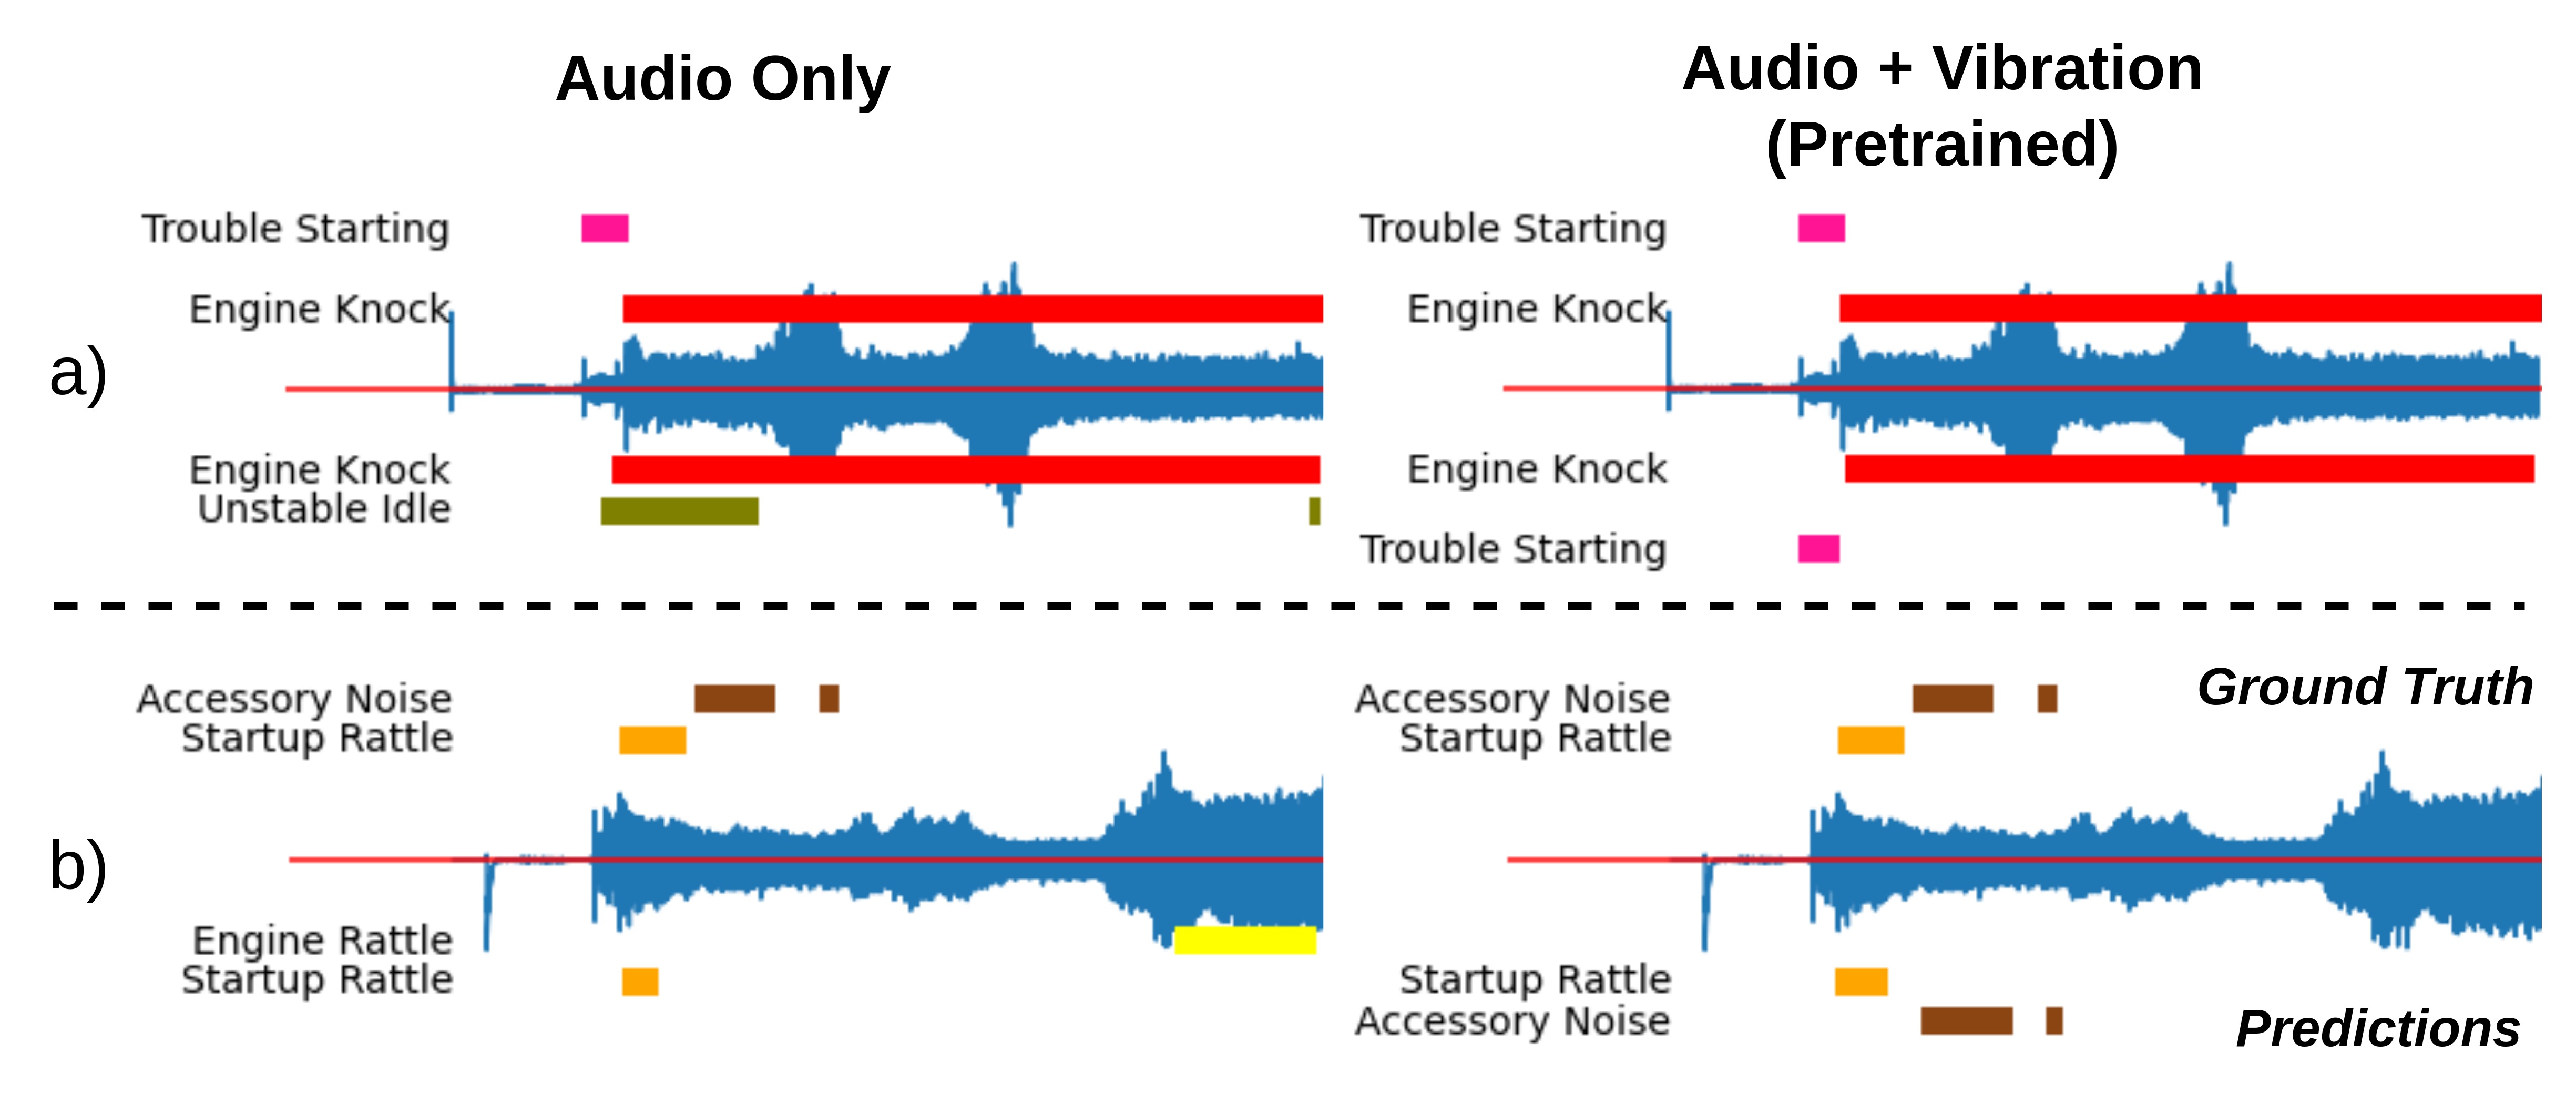 Audio Only
Audio + Vibration
(Pretrained)
a)
Trouble Starting
Engine Knock
Engine Knock
Unstable Idle
Trouble Starting
Engine Knock
Engine Knock
Trouble Starting
b)
Accessory Noise
Startup Rattle
Engine Rattle
Startup Rattle
Accessory Noise
Startup Rattle
Ground Truth
Startup Rattle
Accessory Noise
Predictions